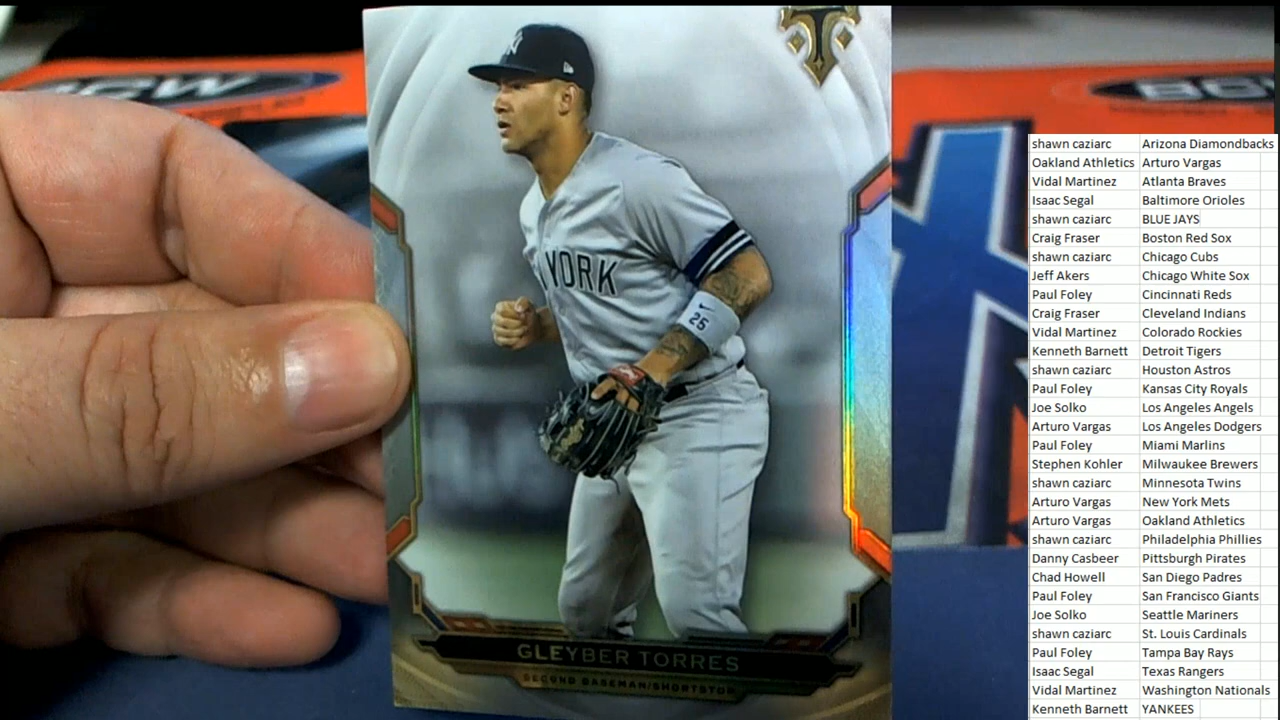 BCW
NY
T
YORK
25
GLEYBER TORRES
SECOND BASEMAN/SHORTSTOP
shawn caziarc Arizona Diamondbacks
Oakland Athletics Arturo Vargas
Vidal Martinez Atlanta Braves
Isaac Segal Baltimore Orioles
shawn caziarc BLUE JAYS
Craig Fraser Boston Red Sox
shawn caziarc Chicago Cubs
Jeff Akers Chicago White Sox
Paul Foley Cincinnati Reds
Craig Fraser Cleveland Indians
Vidal Martinez Colorado Rockies
Kenneth Barnett Detroit Tigers
shawn caziarc Houston Astros
Paul Foley Kansas City Royals
Joe Solko Los Angeles Angels
Arturo Vargas Los Angeles Dodgers
Paul Foley Miami Marlins
Stephen Kohler Milwaukee Brewers
shawn caziarc Minnesota Twins
Arturo Vargas New York Mets
Arturo Vargas Oakland Athletics
shawn caziarc Philadelphia Phillies
Danny Casbeer Pittsburgh Pirates
Chad Howell San Diego Padres
Paul Foley San Francisco Giants
Joe Solko Seattle Mariners
shawn caziarc St. Louis Cardinals
Paul Foley Tampa Bay Rays
Isaac Segal Texas Rangers
Vidal Martinez Washington Nationals
Kenneth Barnett YANKEES